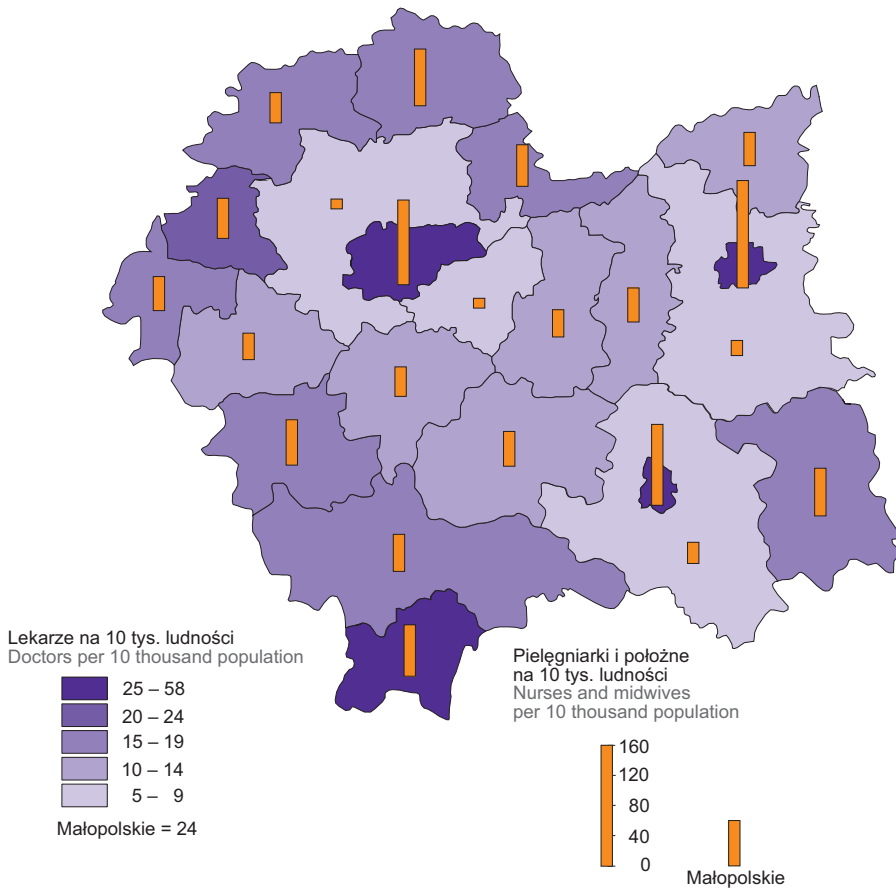 Lekarze na 10 tys. ludności
Doctors per 10 thousand population
25 – 58
20 – 24
15 – 19
10 – 14
5 – 9
Małopolskie = 24
Pielęgniarki i położne
na 10 tys. ludności
Nurses and midwives
per 10 thousand population
160
120
80
40
0
Małopolskie